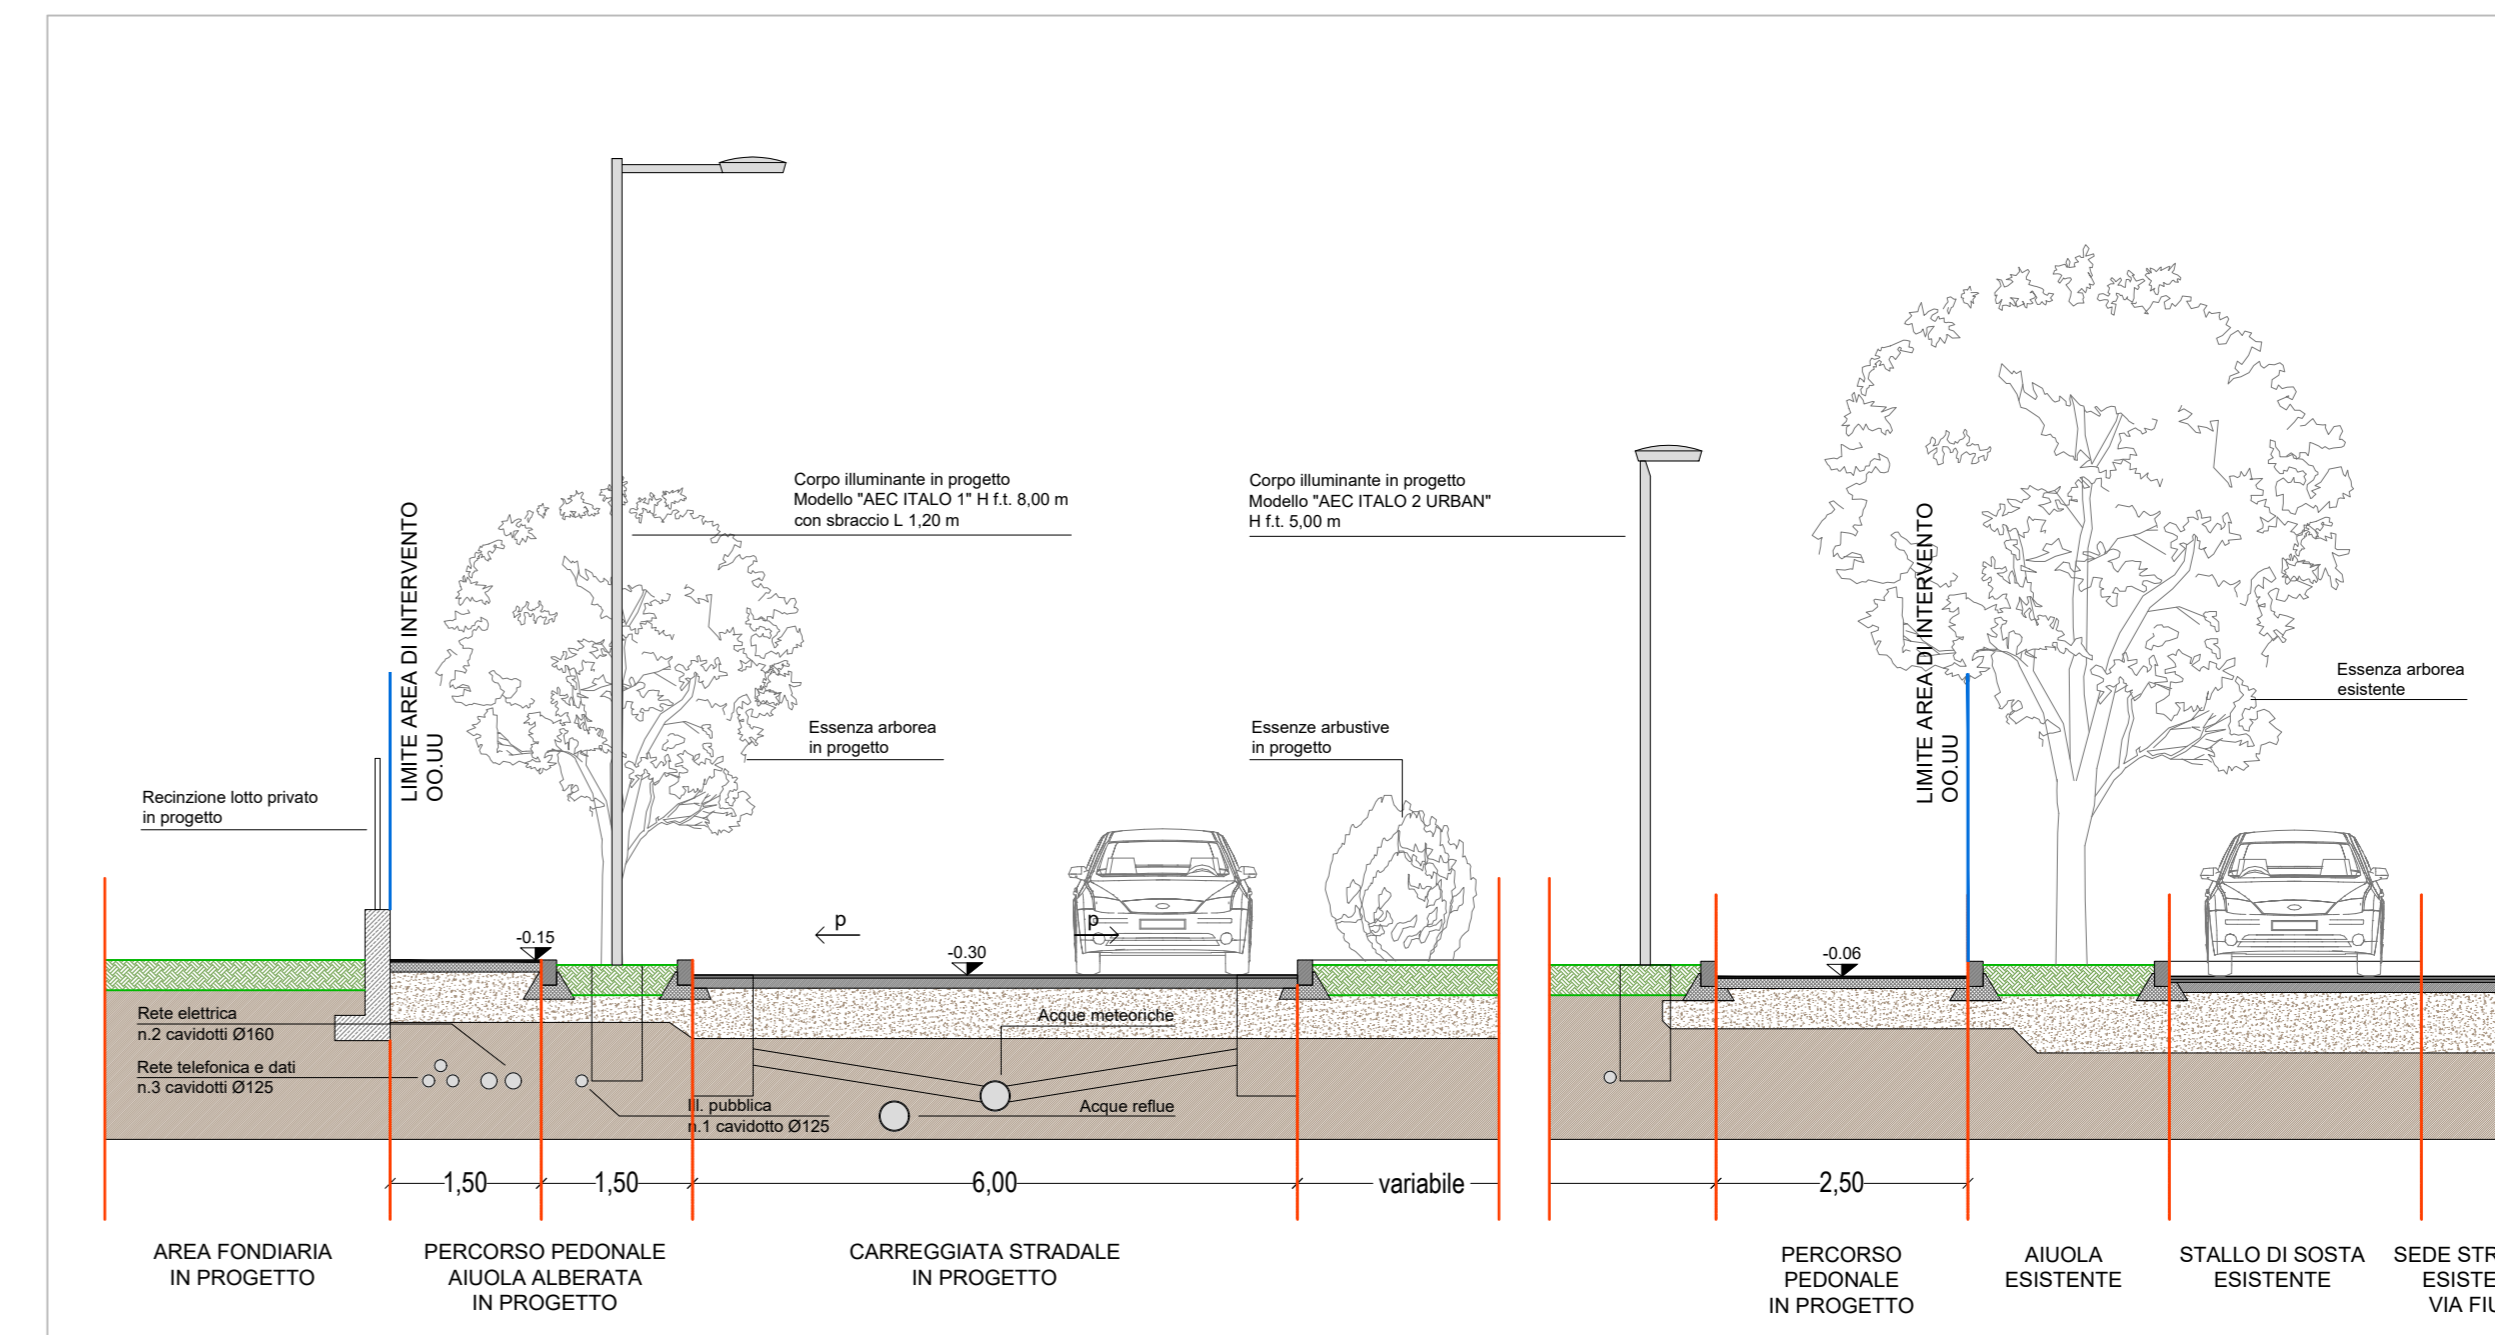 Corpo illuminante in progetto
Modello "AEC ITALO 1" H f.t. 8,00 m
con sbraccio L 1,20 m
Corpo illuminante in progetto
Modello "AEC ITALO 2 URBAN"
H f.t. 5,00 m
LIMITE AREA DI INTERVENTO
OO.UU
LIMITE AREA DI INTERVENTO
OO.UU
Essenza arborea
esistente
Essenza arborea
in progetto
Essenze arbustive
in progetto
Recinzione lotto privato
in progetto
p
p
-0.15
-0.30
-0.06
Rete elettrica
n.2 cavidotti Ø160
Rete telefonica e dati
n.3 cavidotti Ø125
Acque meteoriche
Ill. pubblica
n.1 cavidotto Ø125
Acque reflue
1,50
1,50
6,00
variabile
2,50
AREA FONDIARIA
IN PROGETTO
PERCORSO PEDONALE
AIUOLA ALBERATA
IN PROGETTO
CARREGGIATA STRADALE
IN PROGETTO
PERCORSO
PEDONALE
IN PROGETTO
AIUOLA
ESISTENTE
STALLO DI SOSTA
ESISTENTE
SEDE STR
ESISTE
VIA FIU